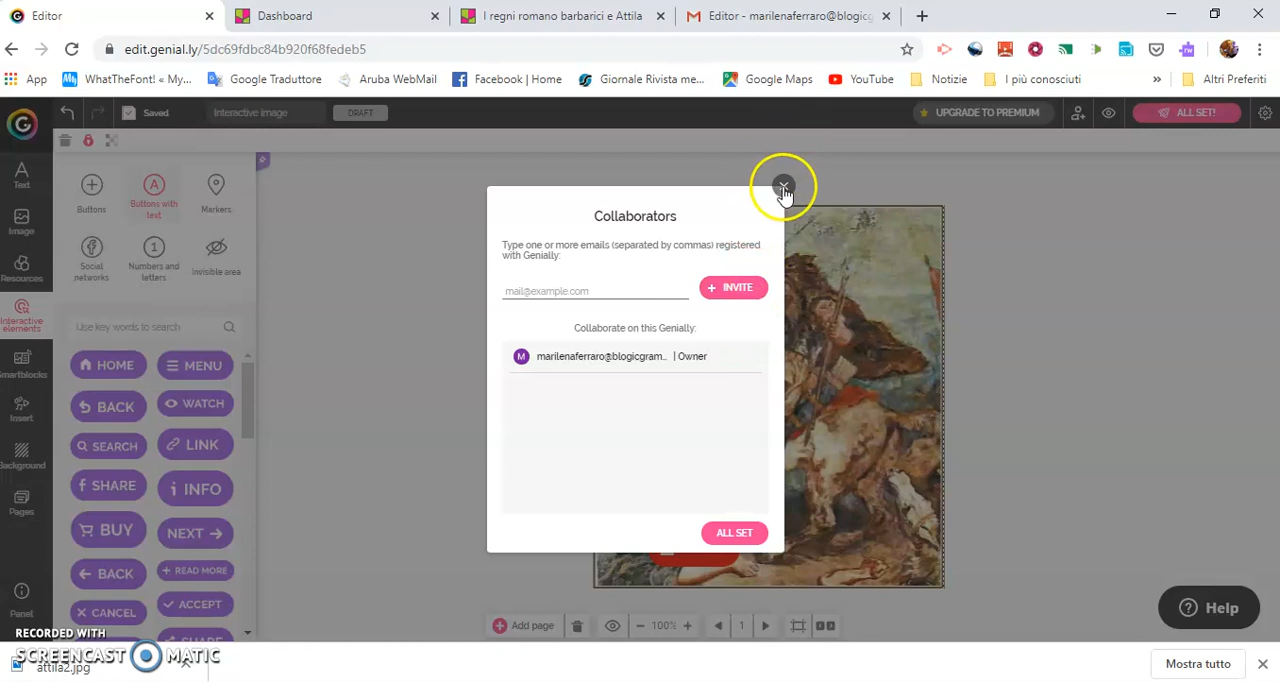 Editor
Dashboard
I regni romano barbarici e Attila
Editor - marilenaferraro@blogicg
edit.genial.ly/5dc69fdbc84b920f68fedeb5
App
WhatTheFont! « My...
Google Traduttore
Aruba WebMail
Facebook | Home
Giornale Rivista me...
Google Maps
YouTube
Notizie
I più conosciuti
»
Altri Preferiti
Saved
Interactive image
DRAFT
UPGRADE TO PREMIUM
ALL SET!
Text
Image
Resources
Interactive
elements
Smartblocks
Insert
Background
Pages
Panel
Buttons
A
Buttons with
text
Markers
Social
networks
1
Numbers and
letters
Invisible area
Use key words to search
HOME
MENU
BACK
WATCH
SEARCH
LINK
SHARE
INFO
BUY
NEXT
BACK
READ MORE
CANCEL
ACCEPT
SHARE
Collaborators
Type one or more emails (separated by commas) registered
with Genially:
mail@example.com
+ INVITE
Collaborate on this Genially:
M
marilenaferraro@blogicgram... | Owner
ALL SET
Add page
100%
1
Help
RECORDED WITH
SCREENCAST MATIC
attila2.jpg
Mostra tutto